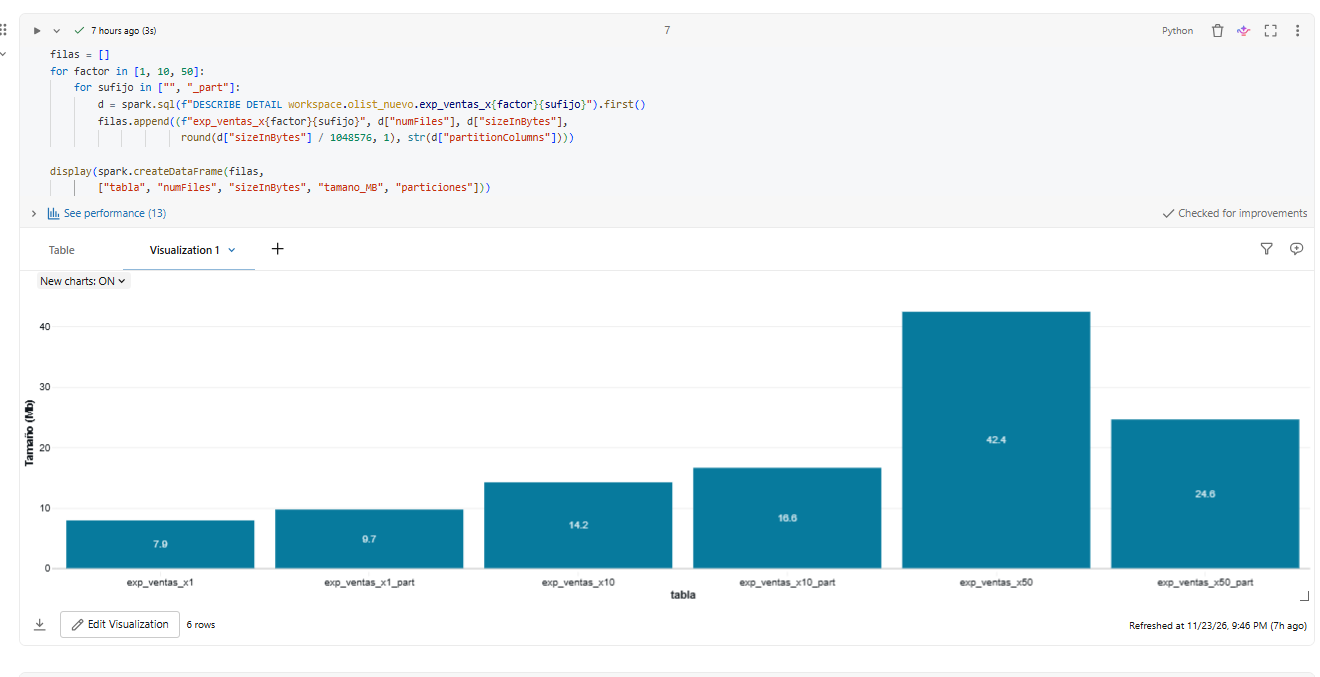 7 hours ago (3s)
7
Python
filas = []
for factor in [1, 10, 50]:
for sufijo in ["", "_part"]:
d = spark.sql(f"DESCRIBE DETAIL workspace.olist_nuevo.exp_ventas_x{factor}{sufijo}").first()
filas.append((f"exp_ventas_x{factor}{sufijo}", d["numFiles"], d["sizeInBytes"],
round(d["sizeInBytes"] / 1048576, 1), str(d["partitionColumns"])))
display(spark.createDataFrame(filas,
["tabla", "numFiles", "sizeInBytes", "tamano_MB", "particiones"]))
See performance (13)
Checked for improvements
Table
Visualization 1
New charts: ON
Tamaño (Mb)
40
30
20
10
0
7.9
9.7
14.2
16.6
42.4
24.6
exp_ventas_x1
exp_ventas_x1_part
exp_ventas_x10
exp_ventas_x10_part
exp_ventas_x50
exp_ventas_x50_part
tabla
Edit Visualization
6 rows
Refreshed at 11/23/26, 9:46 PM (7h ago)